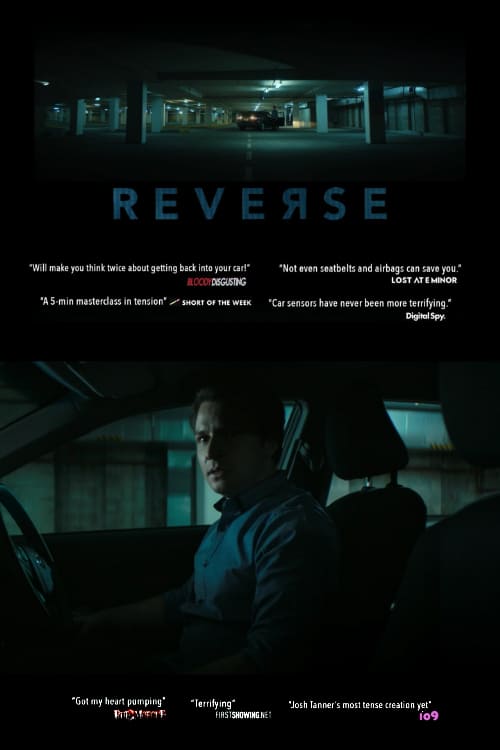 REVERSE
"Will make you think twice about getting back into your car!"
BLOODY DISGUSTING
"Not even seatbelts and airbags can save you."
LOST AT E MINOR
"A 5-min masterclass in tension" SHORT OF THE WEEK
"Car sensors have never been more terrifying."
Digital Spy.
"Got my heart pumping"
"Terrifying"
FIRSTSHOWING.NET
"Josh Tanner's most tense creation yet"
io9